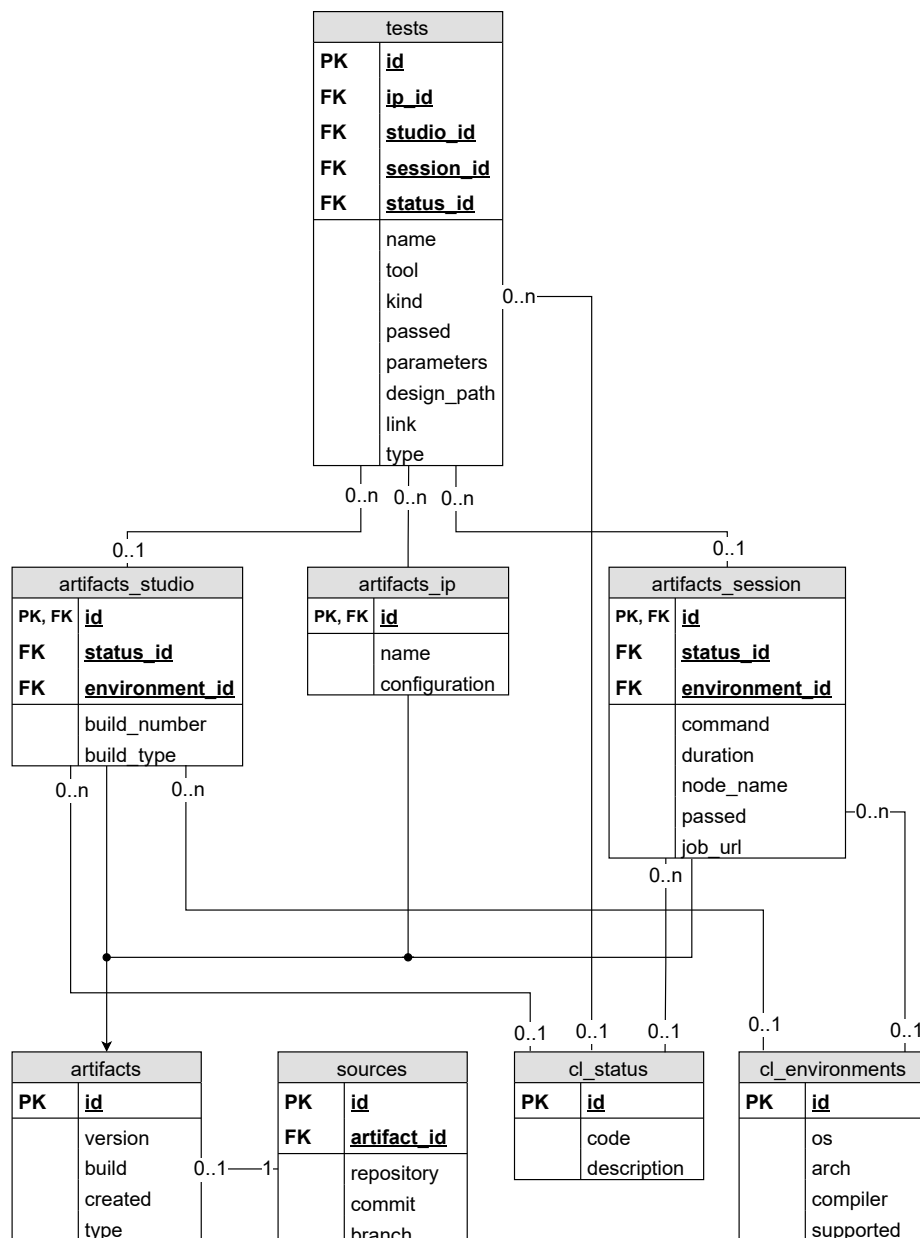 tests
PK id
FK ip_id
FK studio_id
FK session_id
FK status_id
name
tool
kind
passed
parameters
design_path
link
type
0..n
0..n 0..n 0..n
0..1
0..1
artifacts_studio
PK, FK id
FK status_id
FK environment_id
build_number
build_type
artifacts_ip
PK, FK id
name
configuration
artifacts_session
PK, FK id
FK status_id
FK environment_id
command
duration
node_name
passed
job_url
0..n
0..n
0..n
0..n
0..1 0..1 0..1 0..1 0..1
artifacts
PK id
version
build
created
type
0..1 1
sources
PK id
FK artifact_id
repository
commit
branch
cl_status
PK id
code
description
cl_environments
PK id
os
arch
compiler
supported